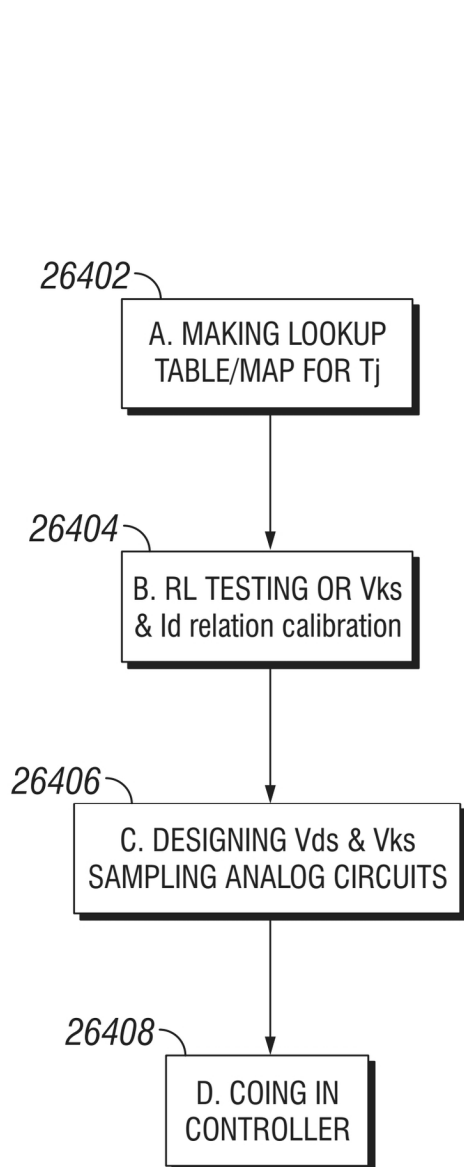 26402
A. MAKING LOOKUP
TABLE/MAP FOR Tj
26404
B. RL TESTING OR Vks
& Id relation calibration
26406
C. DESIGNING Vds & Vks
SAMPLING ANALOG CIRCUITS
26408
D. COING IN
CONTROLLER